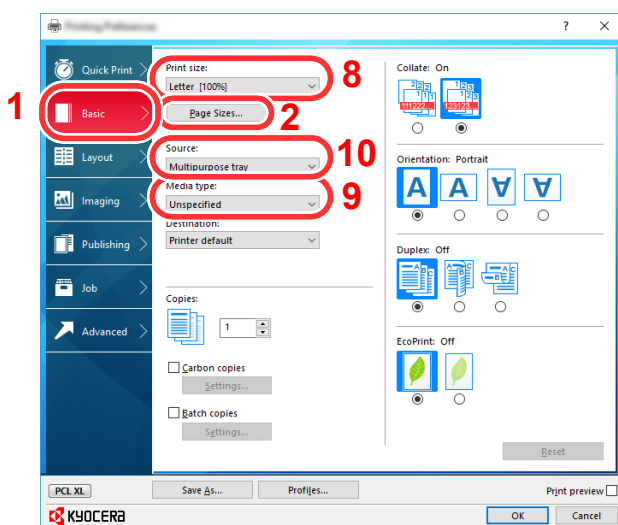 ? ×
Quick Print
Basic
Layout
Imaging
Publishing
Job
Advanced
1
Print size:
Letter [100%]
8
Page Sizes...
2
Source:
Multipurpose tray
10
Media type:
Unspecified
9
Destination:
Printer default
Copies:
1
Carbon copies
Settings...
Batch copies
Settings...
Collate: On
111222... 123123...
Orientation: Portrait
A A A A
Duplex: Off
A B C
A B C
A B C
EcoPrint: Off
Reset
PCL XL
Save As...
Profiles...
Print preview
KYOCERA
OK
Cancel